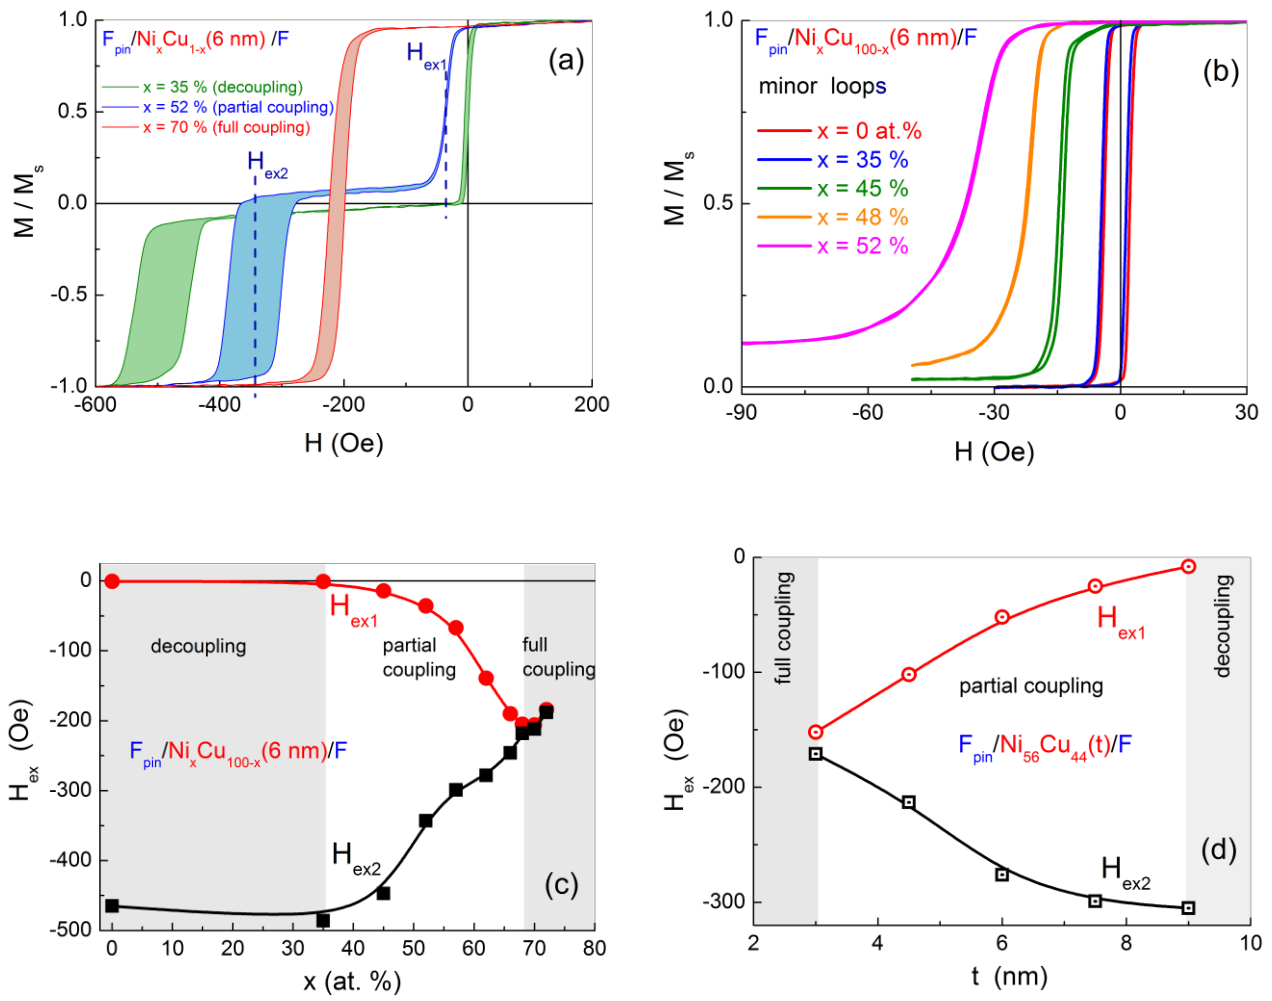 F_pin/Ni_xCu_1-x(6 nm) /F
H_ex1
(a)
x = 35 % (decoupling)
x = 52 % (partial coupling)
x = 70 % (full coupling)
H_ex2
M / M_s
1.0
0.5
0.0
-0.5
-1.0
-600
-400
-200
0
200
H (Oe)
F_pin/Ni_xCu_100-x(6 nm)/F
(b)
minor loops
x = 0 at.%
x = 35 %
x = 45 %
x = 48 %
x = 52 %
M / M_s
1.0
0.5
0.0
-90
-60
-30
0
30
H (Oe)
0
-100
-200
-300
-400
-500
H_ex (Oe)
H_ex1
decoupling
partial
coupling
full
coupling
F_pin/Ni_xCu_100-x(6 nm)/F
H_ex2
(c)
0
10
20
30
40
50
60
70
80
x (at. %)
0
-100
-200
-300
H_ex (Oe)
full coupling
H_ex1
decoupling
partial coupling
F_pin/Ni_56Cu_44(t)/F
(d)
H_ex2
2
4
6
8
10
t (nm)